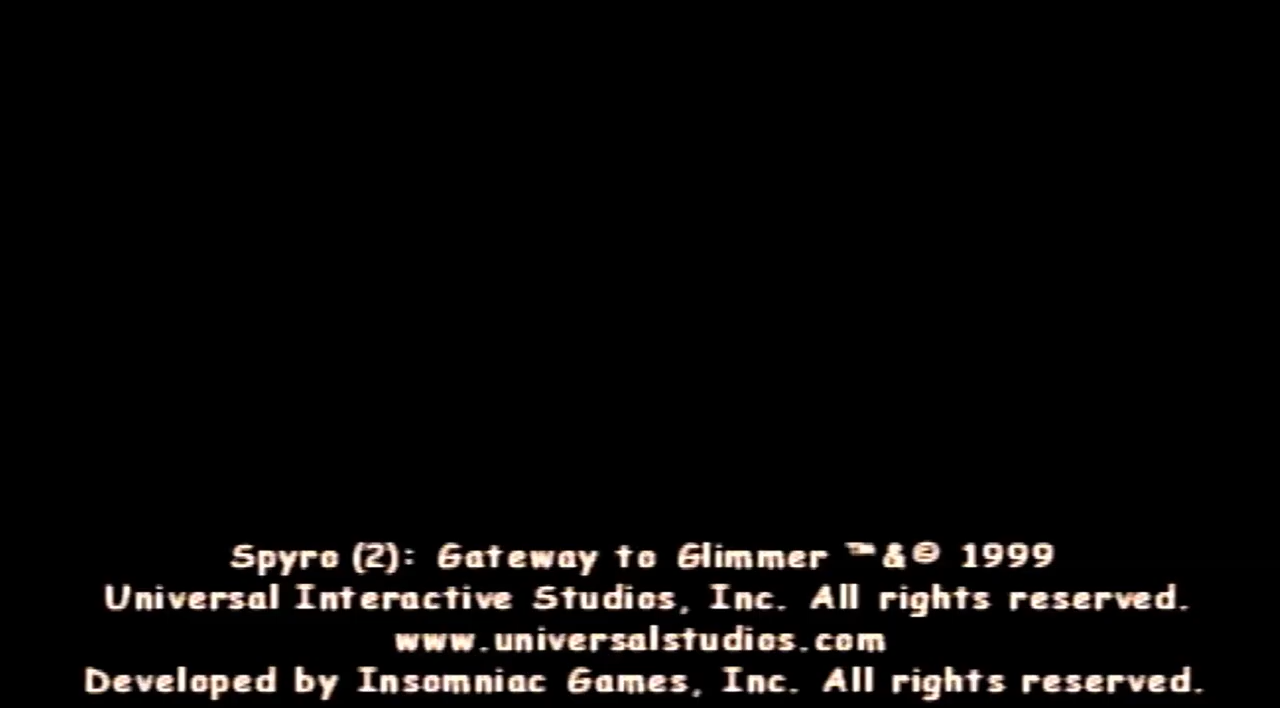 Spyro (2): Gateway to Glimmer ™&© 1999
Universal Interactive Studios, Inc. All rights reserved.
www.universalstudios.com
Developed by Insomniac Games, Inc. All rights reserved.